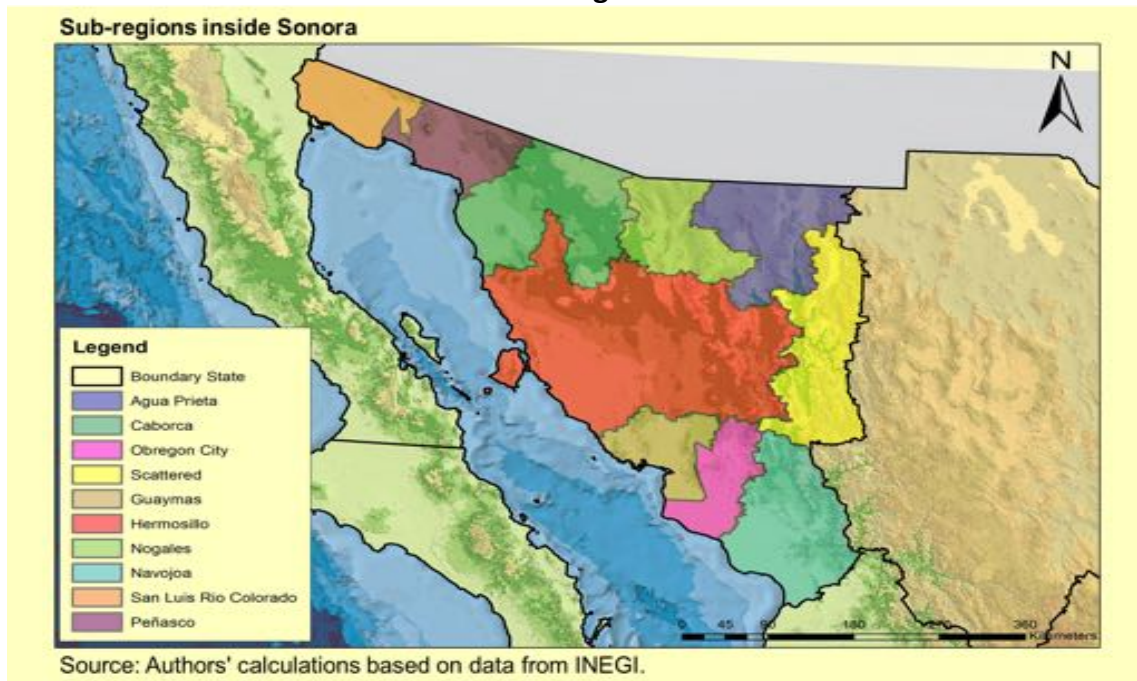 Sub-regions inside Sonora
N
Legend
Boundary State
Agua Prieta
Caborca
Obregon City
Scattered
Guaymas
Hermosillo
Nogales
Navojoa
San Luis Rio Colorado
Peñasco
0 45 90 180 270 360
Kilometers
Source: Authors' calculations based on data from INEGI.